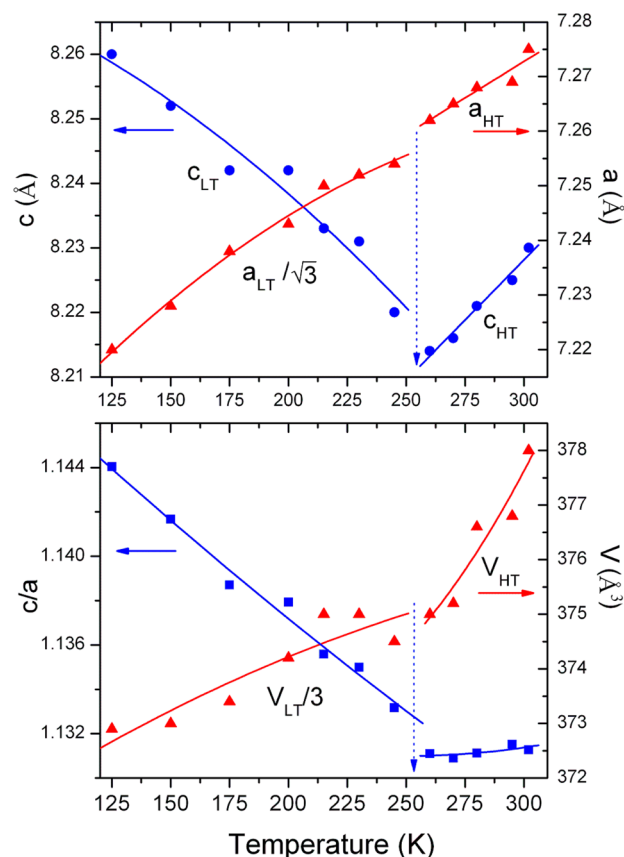 8.26
8.25
8.24
8.23
8.22
8.21
c (Å)
7.28
7.27
7.26
7.25
7.24
7.23
7.22
a (Å)
c_LT
a_LT/√3
a_HT
c_HT
125 150 175 200 225 250 275 300
1.144
1.140
1.136
1.132
c/a
378
377
376
375
374
373
372
V (Å³)
V_LT/3
V_HT
100 125 150 175 200 225 250 275 300
Temperature (K)